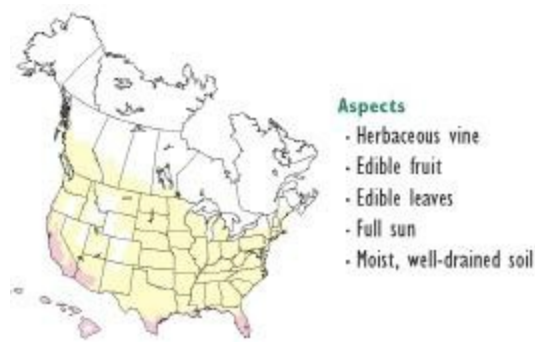 Aspects
· Herbaceous vine
· Edible fruit
· Edible leaves
· Full sun
· Moist, well-drained soil